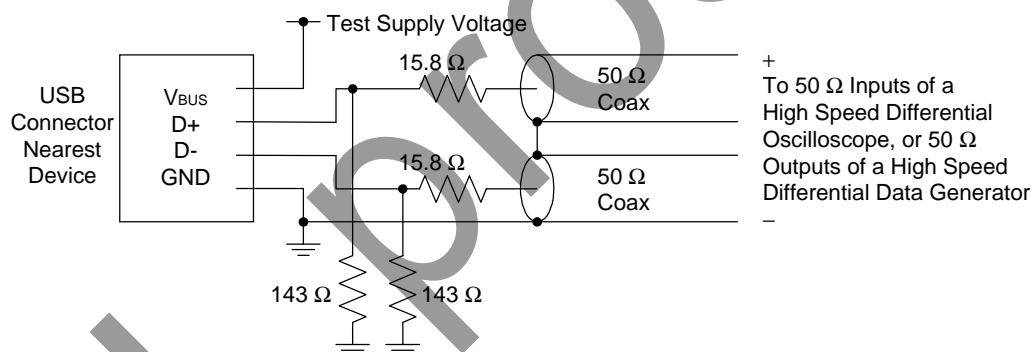 Test Supply Voltage
15.8 Ω
50 Ω
Coax
+
To 50 Ω Inputs of a
High Speed Differential
Oscilloscope, or 50 Ω
Outputs of a High Speed
Differential Data Generator
−
USB
Connector
Nearest
Device
VBUS
D+
D-
GND
15.8 Ω
50 Ω
Coax
143 Ω
143 Ω